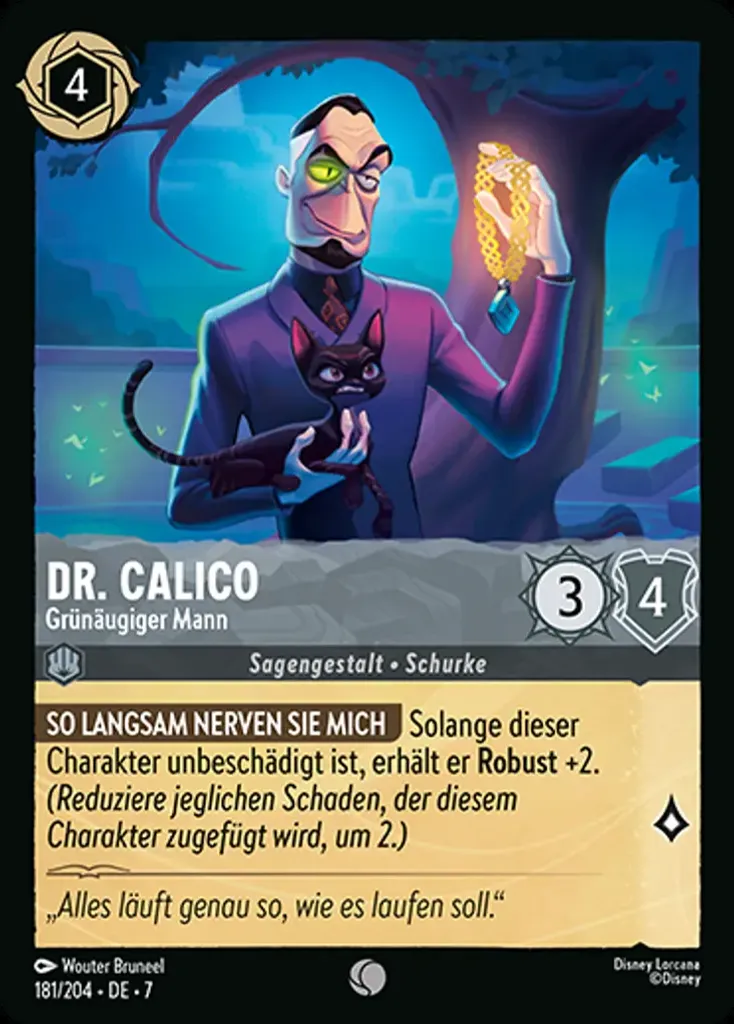 4
DR. CALICO
Grünäugiger Mann
3
4
Sagengestalt • Schurke
SO LANGSAM NERVEN SIE MICH Solange dieser
Charakter unbeschädigt ist, erhält er Robust +2.
(Reduziere jeglichen Schaden, der diesem
Charakter zugefügt wird, um 2.)
„Alles läuft genau so, wie es laufen soll.“
Wouter Bruneel
181/204 • DE • 7
Disney Lorcana
©Disney